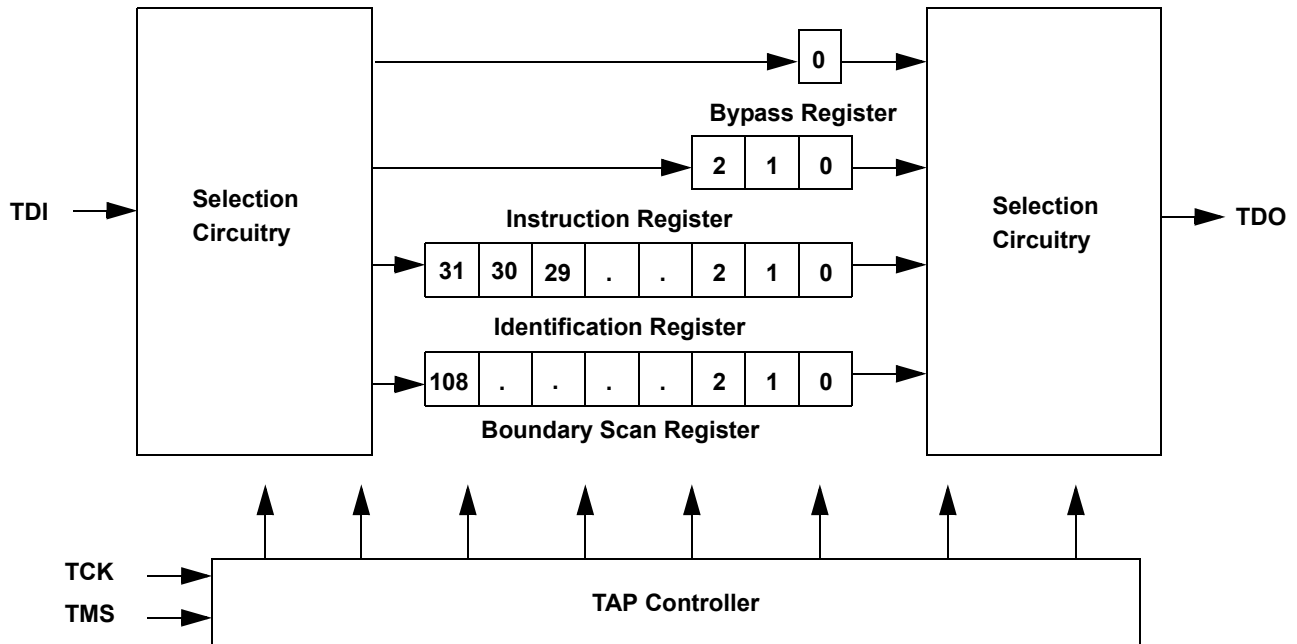 0
Bypass Register
2 1 0
TDI
Selection
Circuitry
Selection
Circuitry
TDO
Instruction Register
31 30 29 . . 2 1 0
Identification Register
108 . . . . 2 1 0
Boundary Scan Register
TCK
TMS
TAP Controller